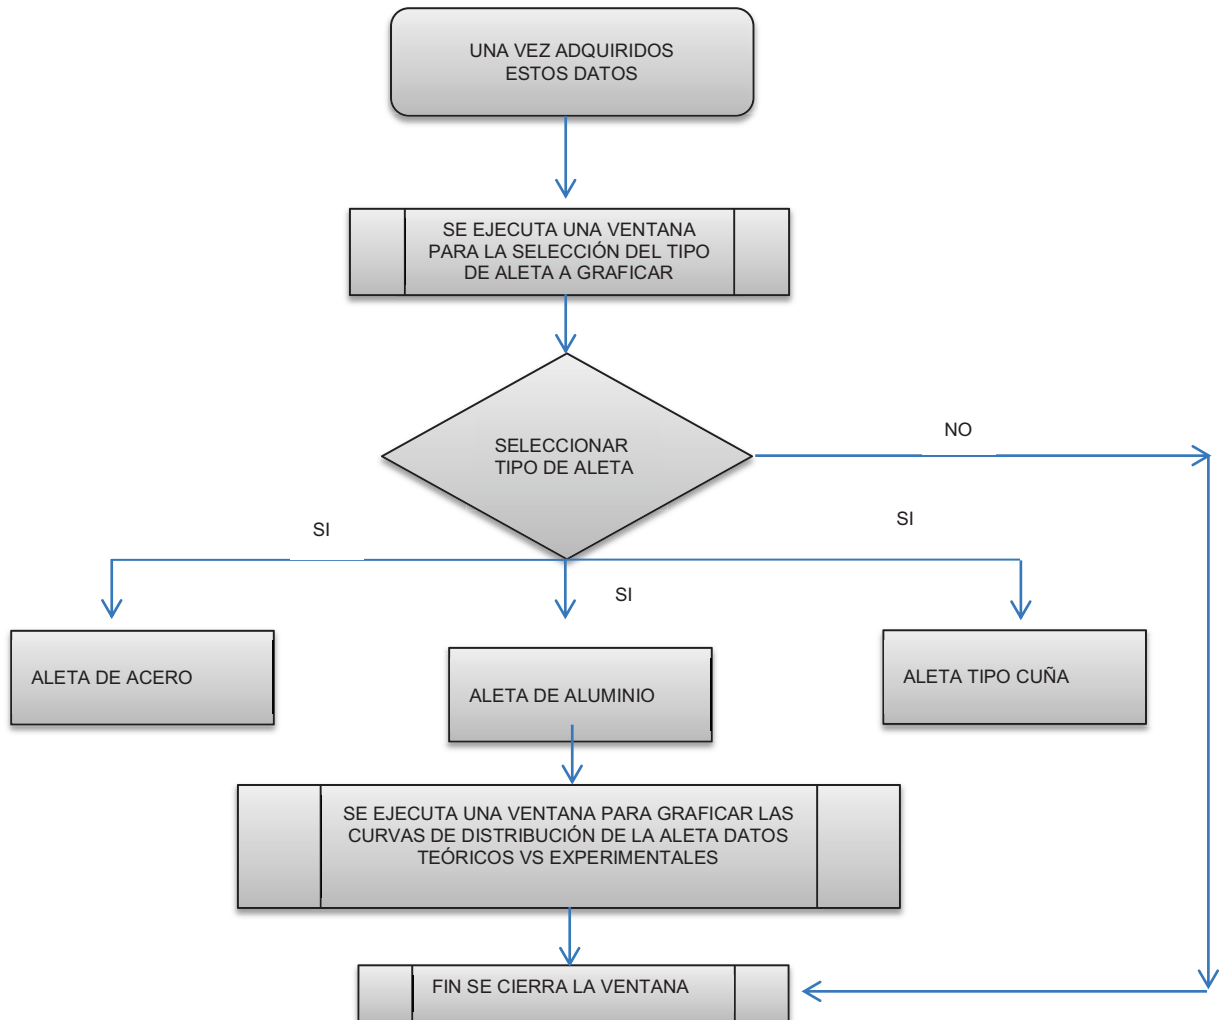 UNA VEZ ADQUIRIDOS
ESTOS DATOS
SE EJECUTA UNA VENTANA
PARA LA SELECCIÓN DEL TIPO
DE ALETA A GRAFICAR
SELECCIONAR
TIPO DE ALETA
NO
SI
SI
SI
ALETA DE ACERO
ALETA DE ALUMINIO
ALETA TIPO CUÑA
SE EJECUTA UNA VENTANA PARA GRAFICAR LAS
CURVAS DE DISTRIBUCIÓN DE LA ALETA DATOS
TEÓRICOS VS EXPERIMENTALES
FIN SE CIERRA LA VENTANA